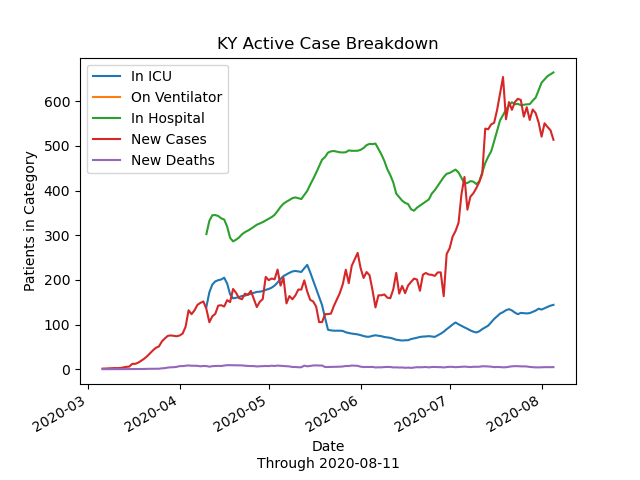 KY Active Case Breakdown
In ICU
On Ventilator
In Hospital
New Cases
New Deaths
Patients in Category
600
500
400
300
200
100
0
2020-03
2020-04
2020-05
2020-06
2020-07
2020-08
Date
Through 2020-08-11